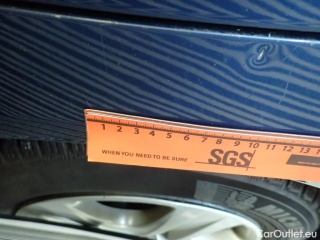 1 2 3 4 5 6 7 8 9 10 11 12 13
WHEN YOU NEED TO BE SURE SGS
CarOutlet.eu